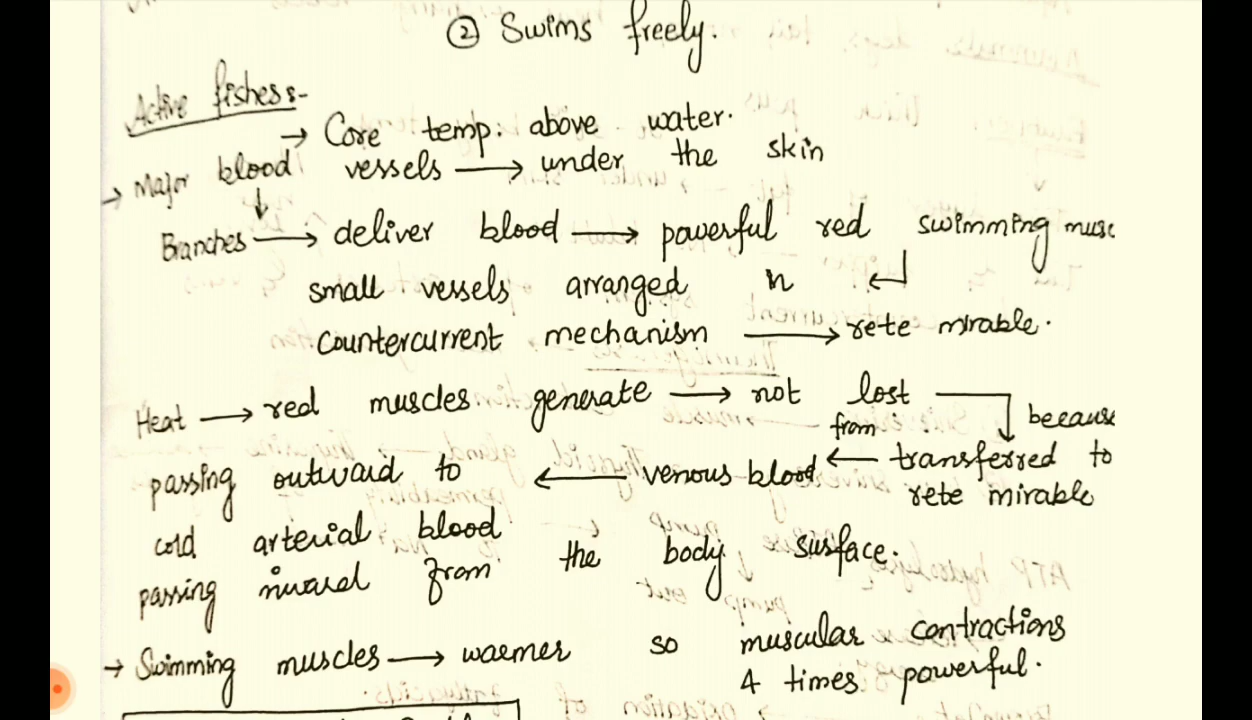 ② Swims freely.
Active fishes:-
→ Core temp. above water.
→ Major blood vessels → under the skin
↓
Branches → deliver blood → powerful red swimming musc
small vessels arranged in ↵
countercurrent mechanism → rete mirable.
Heat → red muscles generate → not lost ↓ because
transferred to rete mirable ← from venous blood ←
passing outward to
cold arterial blood
passing inward from the body surface.
→ Swimming muscles → warmer so muscular contractions
4 times powerful.